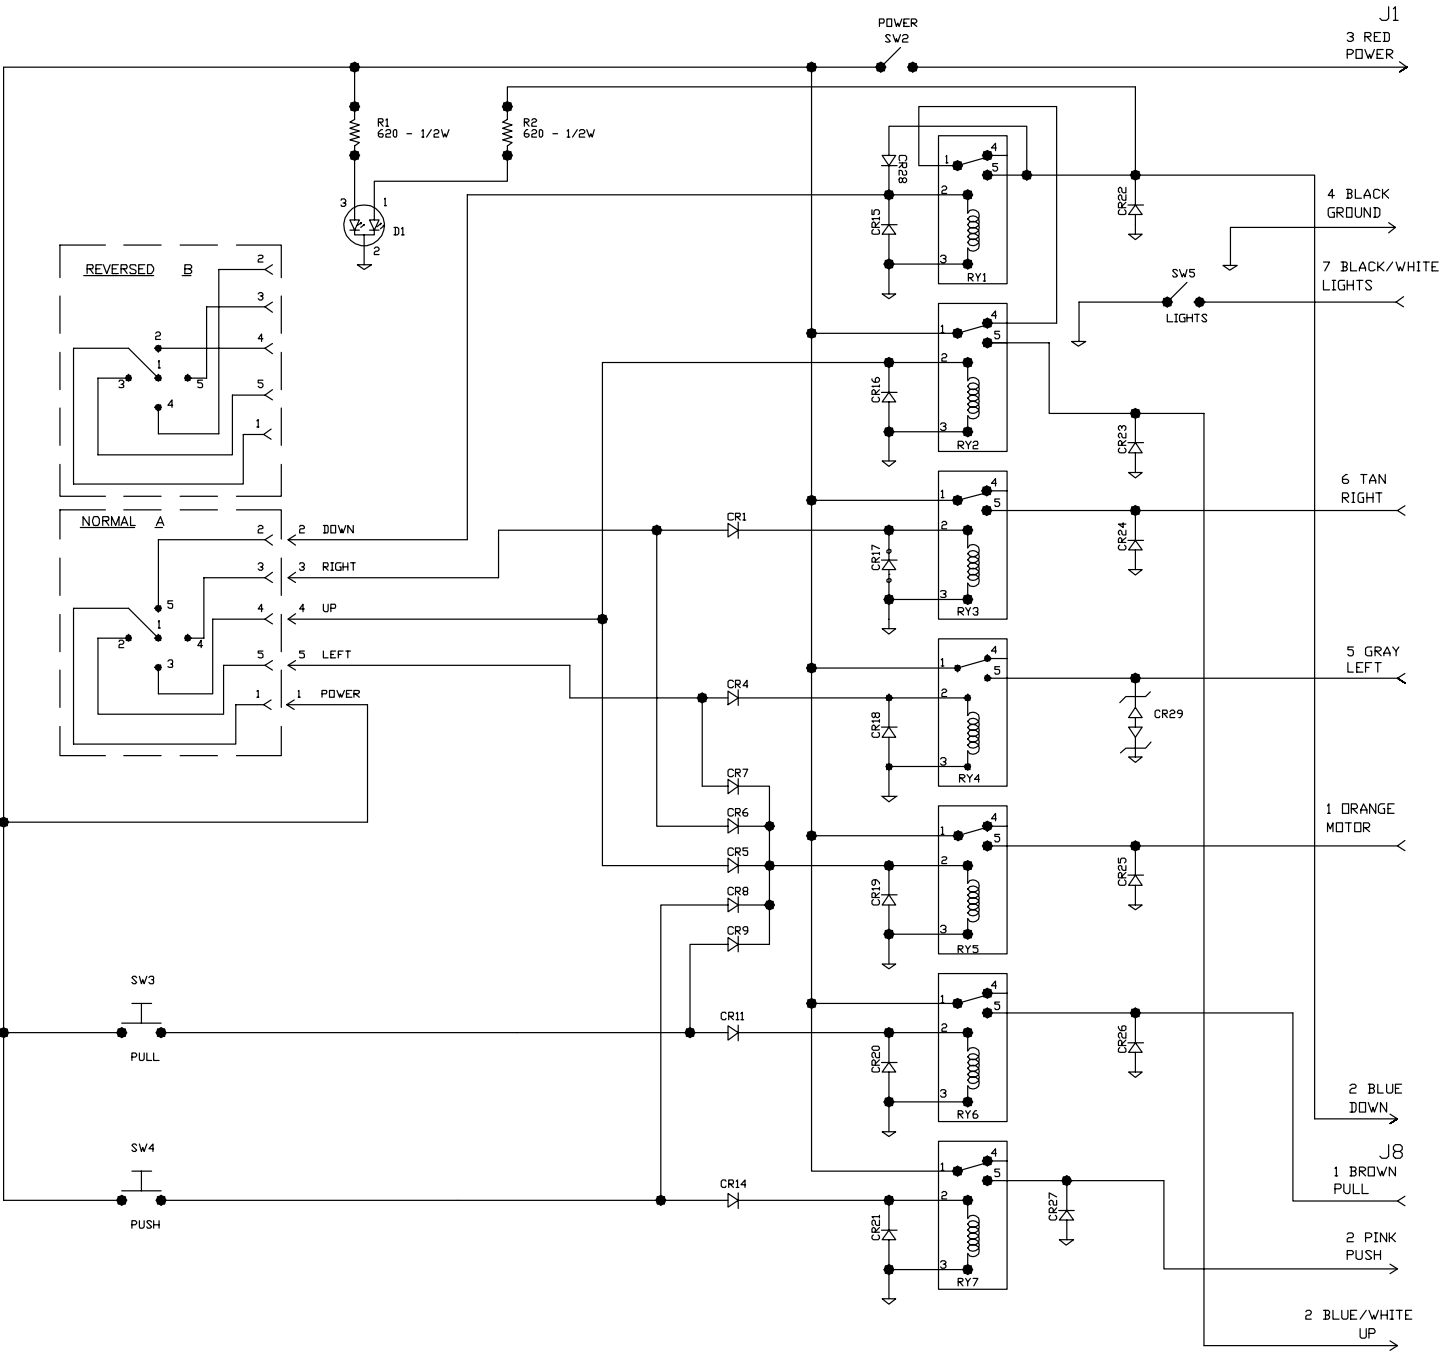 J1
POWER
SW2
3 RED
POWER
R1
620 - 1/2W
R2
620 - 1/2W
CR28
1
4
5
2
3
RY1
CR15
CR22
4 BLACK
GROUND
3
1
D1
2
7 BLACK/WHITE
LIGHTS
SW5
LIGHTS
REVERSED B
2
3
4
5
1
2
1
3
5
4
1
4
5
2
3
RY2
CR16
CR23
6 TAN
RIGHT
NORMAL A
2 2 DOWN
3 3 RIGHT
4 4 UP
5 5 LEFT
1 1 POWER
5
1
2
4
3
CR1
1
4
5
2
3
RY3
CR17
CR24
5 GRAY
LEFT
CR4
1
4
5
2
3
RY4
CR18
CR29
CR7
CR6
CR5
CR8
CR9
1 ORANGE
MOTOR
1
4
5
2
3
RY5
CR19
CR25
SW3
PULL
CR11
1
4
5
2
3
RY6
CR20
CR26
2 BLUE
DOWN
J8
1 BROWN
PULL
SW4
PUSH
CR14
1
4
5
2
3
RY7
CR21
CR27
2 PINK
PUSH
2 BLUE/WHITE
UP